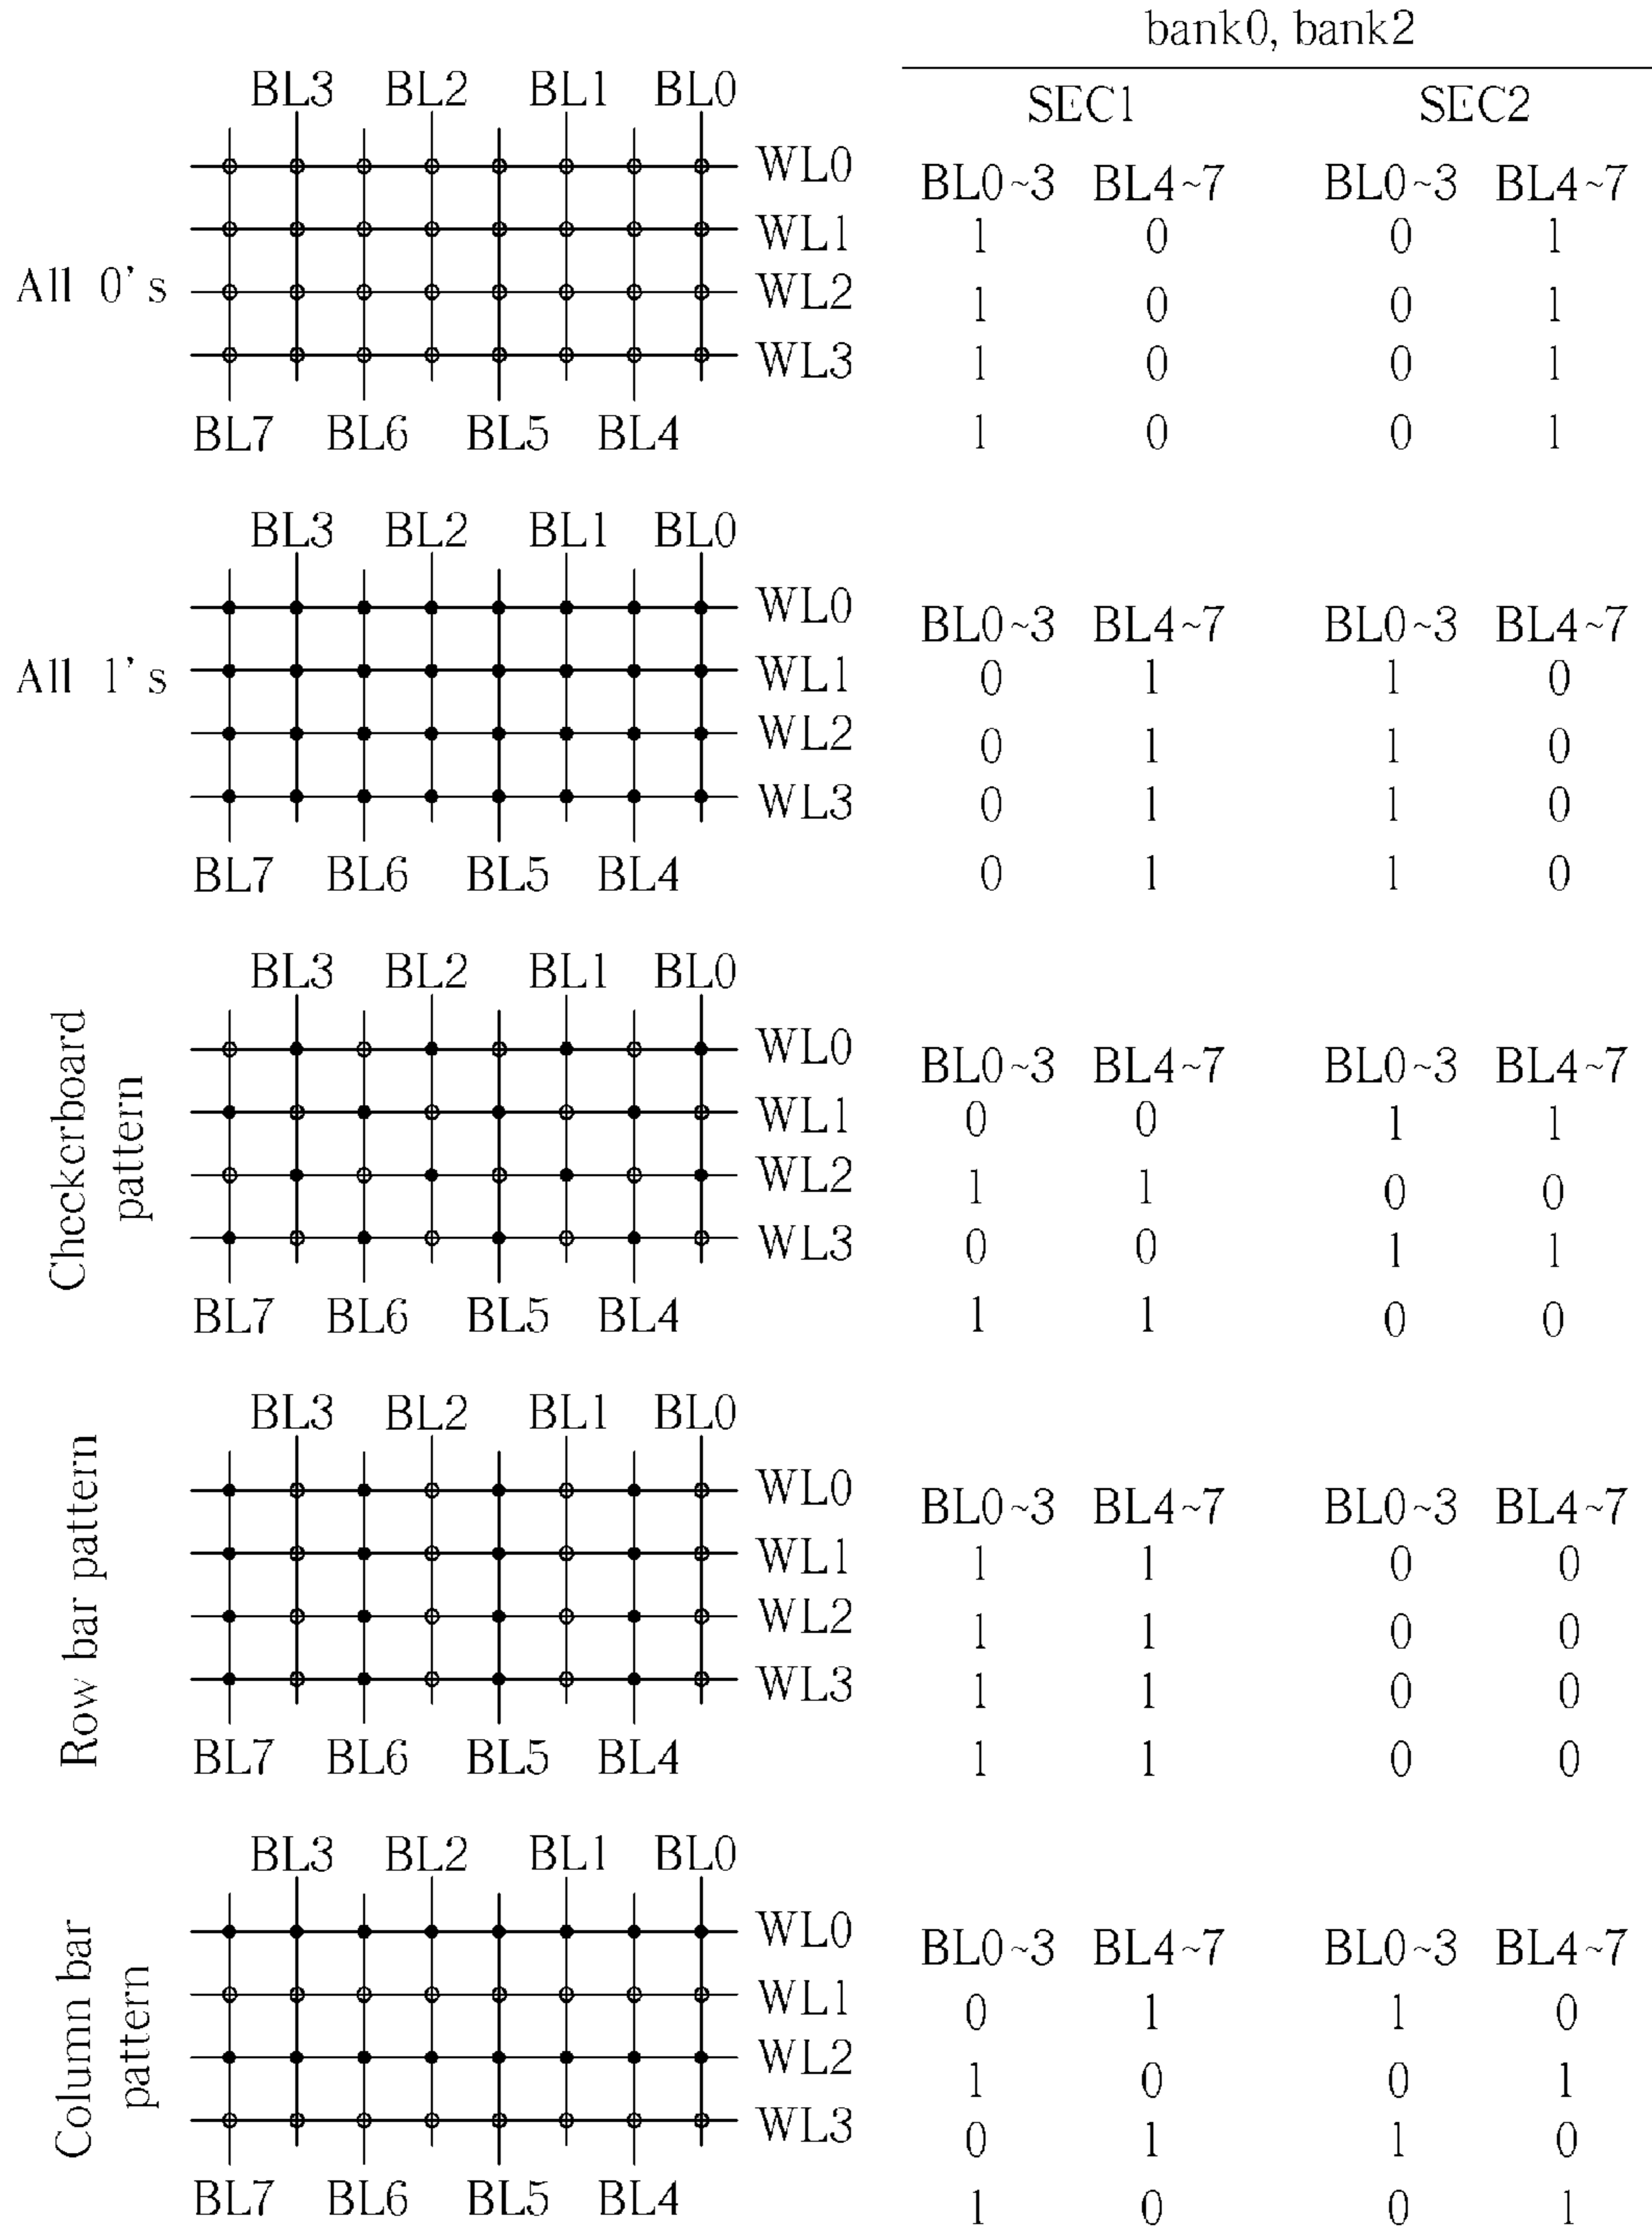 bank0, bank2
SEC1 SEC2
BL3 BL2 BL1 BL0
WL0
WL1
WL2
WL3
All 0's
BL7 BL6 BL5 BL4
BL0~3 BL4~7 BL0~3 BL4~7
1 0 0 1
1 0 0 1
1 0 0 1
1 0 0 1
BL3 BL2 BL1 BL0
WL0
WL1
WL2
WL3
All 1's
BL7 BL6 BL5 BL4
BL0~3 BL4~7 BL0~3 BL4~7
0 1 1 0
0 1 1 0
0 1 1 0
0 1 1 0
BL3 BL2 BL1 BL0
WL0
WL1
WL2
WL3
Checkerboard
pattern
BL7 BL6 BL5 BL4
BL0~3 BL4~7 BL0~3 BL4~7
0 0 1 1
1 1 0 0
0 0 1 1
1 1 0 0
BL3 BL2 BL1 BL0
WL0
WL1
WL2
WL3
Row bar pattern
BL7 BL6 BL5 BL4
BL0~3 BL4~7 BL0~3 BL4~7
1 1 0 0
1 1 0 0
1 1 0 0
1 1 0 0
BL3 BL2 BL1 BL0
WL0
WL1
WL2
WL3
Column bar
pattern
BL7 BL6 BL5 BL4
BL0~3 BL4~7 BL0~3 BL4~7
0 1 1 0
1 0 0 1
0 1 1 0
1 0 0 1